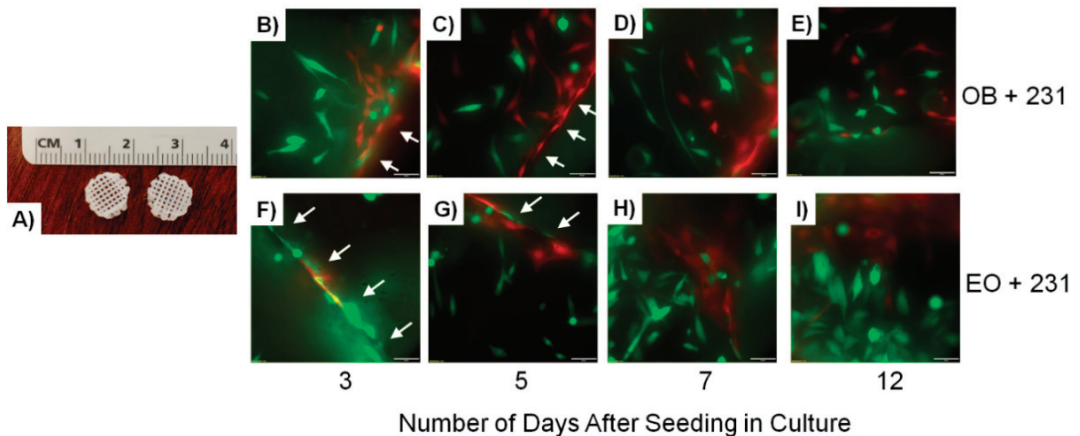 B)
C)
D)
E)
OB + 231
CM 1 2 3 4
A)
F)
G)
H)
I)
EO + 231
3 5 7 12
Number of Days After Seeding in Culture